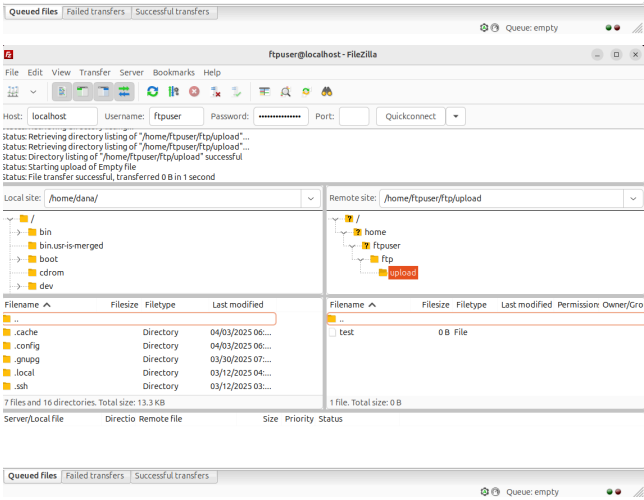 Queued files Failed transfers Successful transfers
Queue: empty
ftpuser@localhost - FileZilla
File Edit View Transfer Server Bookmarks Help
Host: localhost Username: ftpuser Password: ••••••••••••••• Port: Quickconnect
Status: Retrieving directory listing of "/home/ftpuser/ftp/upload"...
Status: Retrieving directory listing of "/home/ftpuser/ftp/upload"...
Status: Directory listing of "/home/ftpuser/ftp/upload" successful
Status: Starting upload of Empty file
Status: File transfer successful, transferred 0 B in 1 second
Local site: /home/dana/ Remote site: /home/ftpuser/ftp/upload
/ /
bin home
bin.usr-is-merged ftpuser
boot ftp
cdrom upload
dev
Filename Filesize Filetype Last modified Filename Filesize Filetype Last modified Permission: Owner/Gro
.. ..
.cache Directory 04/03/2025 06:... test 0 B File
.config Directory 04/03/2025 06:...
.gnupg Directory 03/30/2025 07:...
.local Directory 03/12/2025 04:...
.ssh Directory 03/12/2025 03:...
7 files and 16 directories. Total size: 13.3 KB 1 file. Total size: 0 B
Server/Local file Directio Remote file Size Priority Status
Queued files Failed transfers Successful transfers
Queue: empty